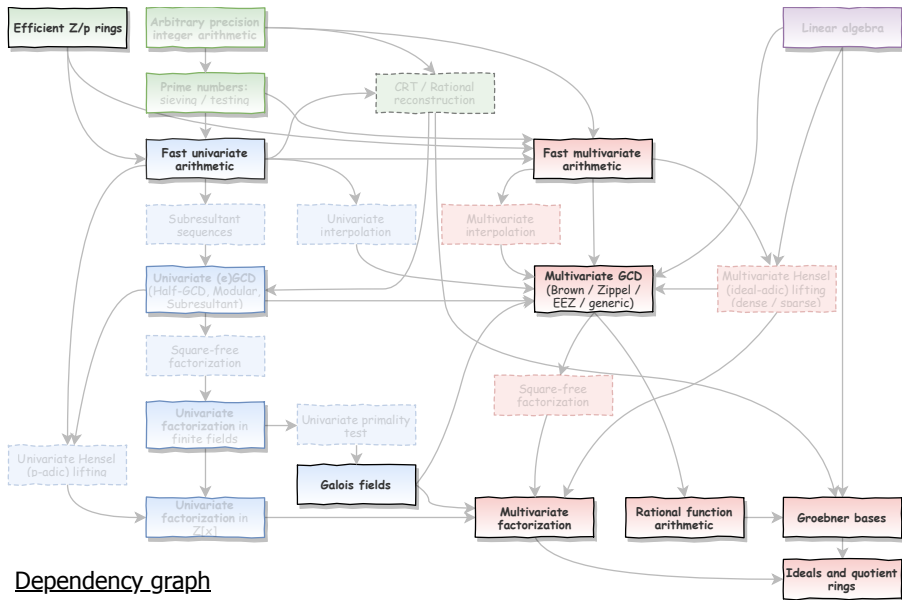 Efficient Z/p rings
Arbitrary precision
integer arithmetic
Linear algebra
Prime numbers:
sieving / testing
CRT / Rational
reconstruction
Fast univariate
arithmetic
Fast multivariate
arithmetic
Subresultant
sequences
Univariate
interpolation
Multivariate
interpolation
Univariate (e)GCD
(Half-GCD, Modular,
Subresultant)
Multivariate GCD
(Brown / Zippel /
EEZ / generic)
Multivariate Hensel
(ideal-adic) lifting
(dense / sparse)
Square-free
factorization
Square-free
factorization
Univariate
factorization in
finite fields
Univariate primality
test
Univariate Hensel
(p-adic) lifting
Galois fields
Univariate
factorization in
Z[x]
Multivariate
factorization
Rational function
arithmetic
Groebner bases
Ideals and quotient
rings
Dependency graph